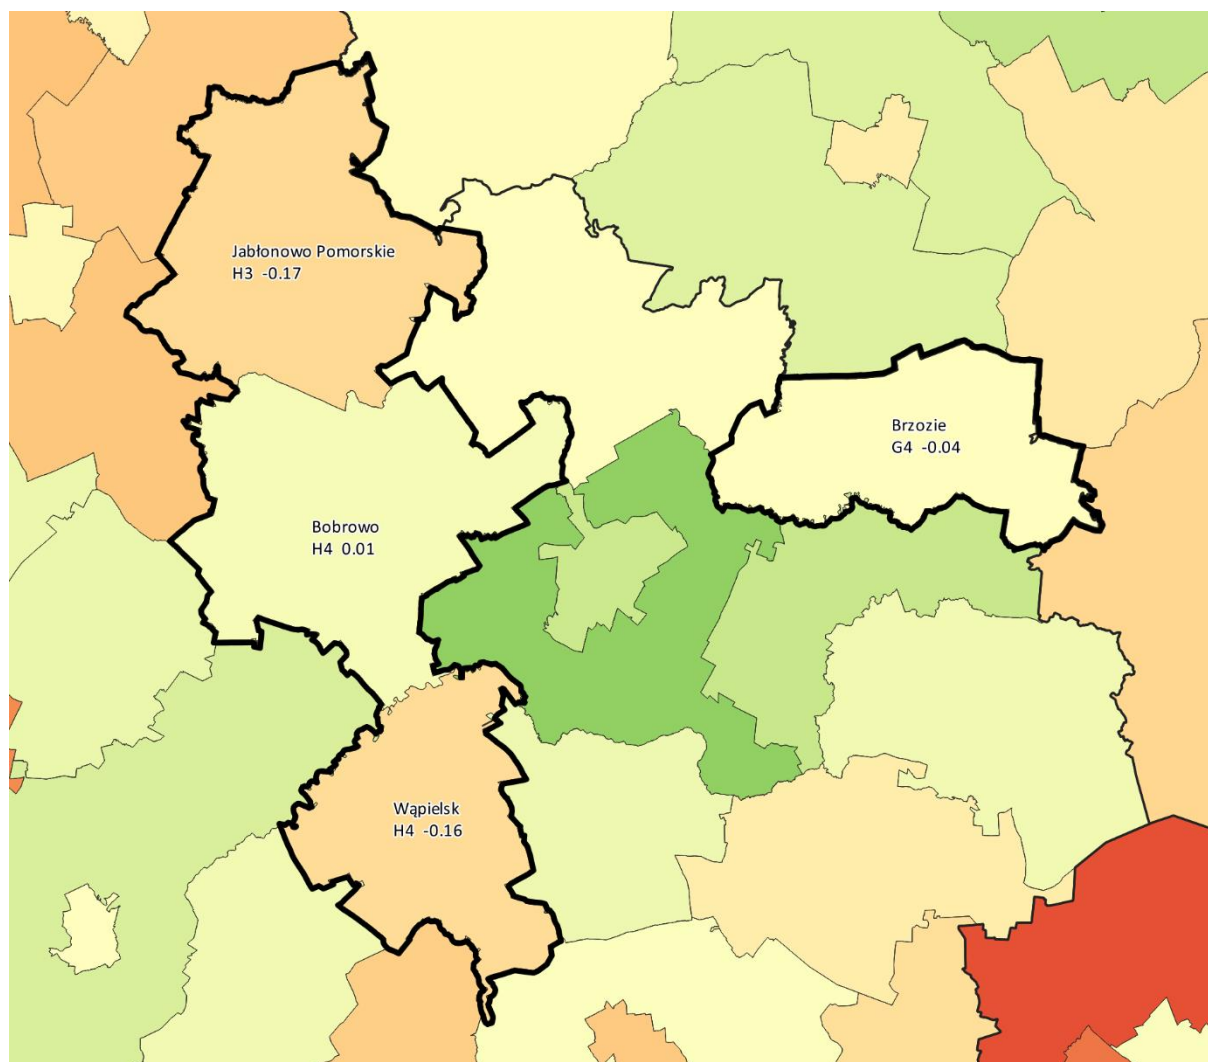 Jabłonowo Pomorskie
H3 -0.17
Brzozie
G4 -0.04
Bobrowo
H4 0.01
Wąpielsk
H4 -0.16